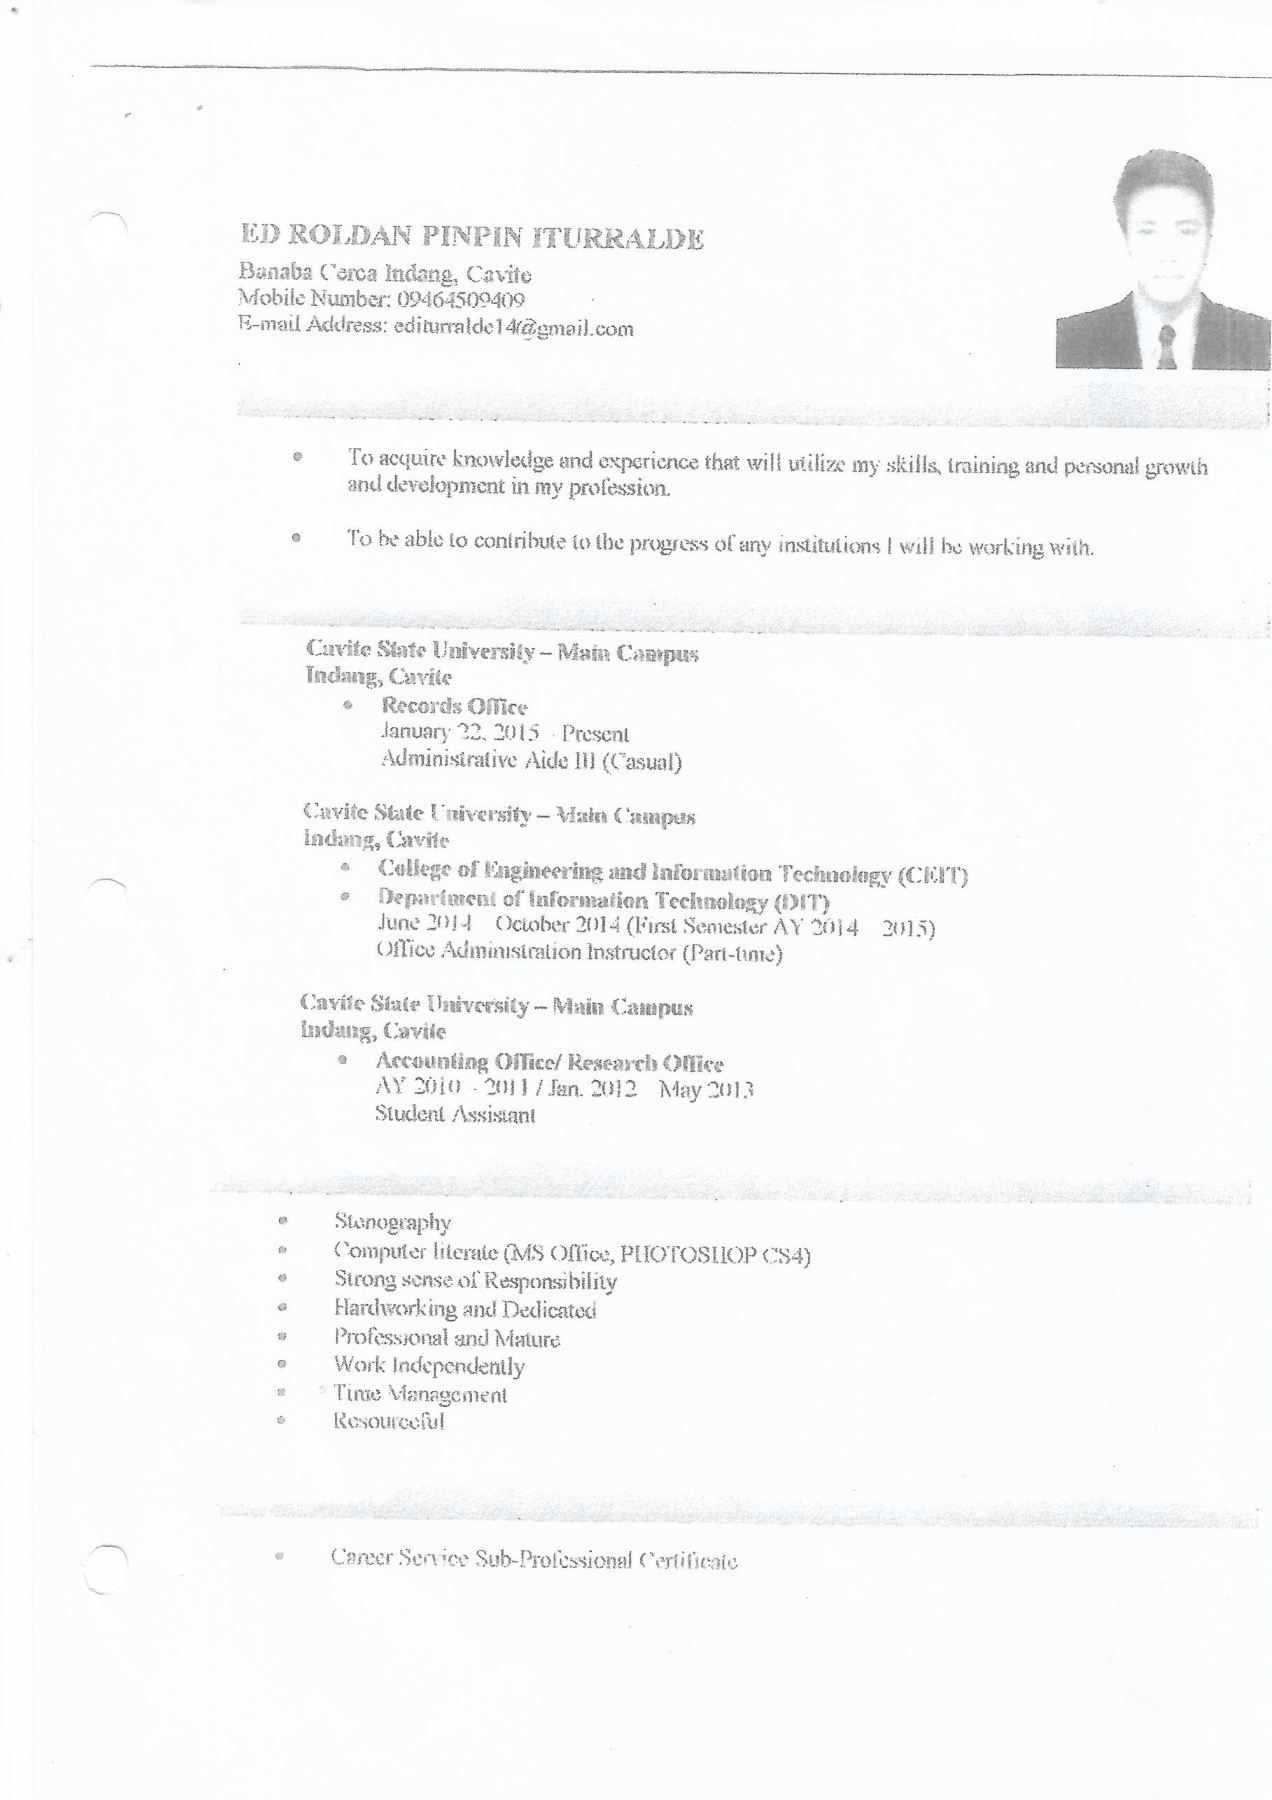 ED ROLDAN PINPIN ITURRALDE
Banaba Cerca Indang, Cavite
Mobile Number: 09464509409
E-mail Address: editurralde14@gmail.com
• To acquire knowledge and experience that will utilize my skills, training and personal growth
and development in my profession.
• To be able to contribute to the progress of any institutions I will be working with.
Cavite State University – Main Campus
Indang, Cavite
• Records Office
January 22, 2015 - Present
Administrative Aide III (Casual)
Cavite State University – Main Campus
Indang, Cavite
• College of Engineering and Information Technology (CEIT)
• Department of Information Technology (DIT)
June 2014 October 2014 (First Semester AY 2014 2015)
Office Administration Instructor (Part-time)
Cavite State University – Main Campus
Indang, Cavite
• Accounting Office/ Research Office
AY 2010 - 2011 / Jan. 2012 May 2013
Student Assistant
• Stenography
• Computer literate (MS Office, PHOTOSHOP CS4)
• Strong sense of Responsibility
• Hardworking and Dedicated
• Professional and Mature
• Work Independently
• Time Management
• Resourceful
• Career Service Sub-Professional Certificate